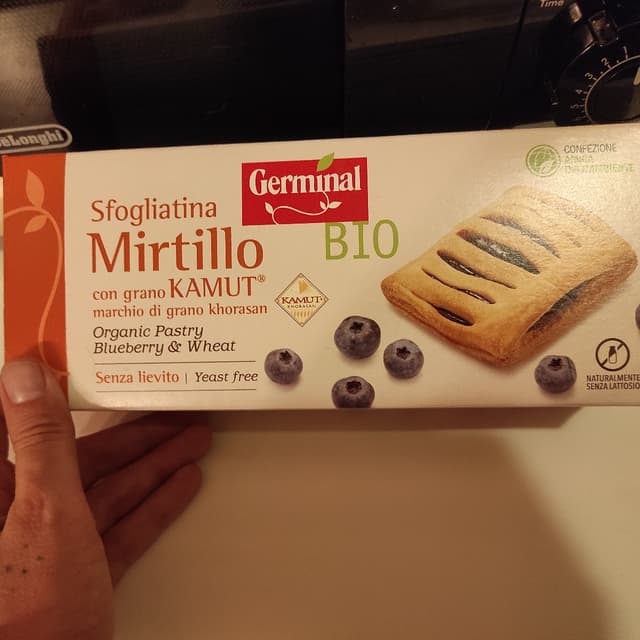 Time
DeLonghi
Germinal
BIO
Sfogliatina
Mirtillo
con grano KAMUT®
marchio di grano khorasan
Organic Pastry
Blueberry & Wheat
Senza lievito | Yeast free
KAMUT®
KHORASAN
CONFEZIONE
NATURALMENTE
SENZA LATTOSIO